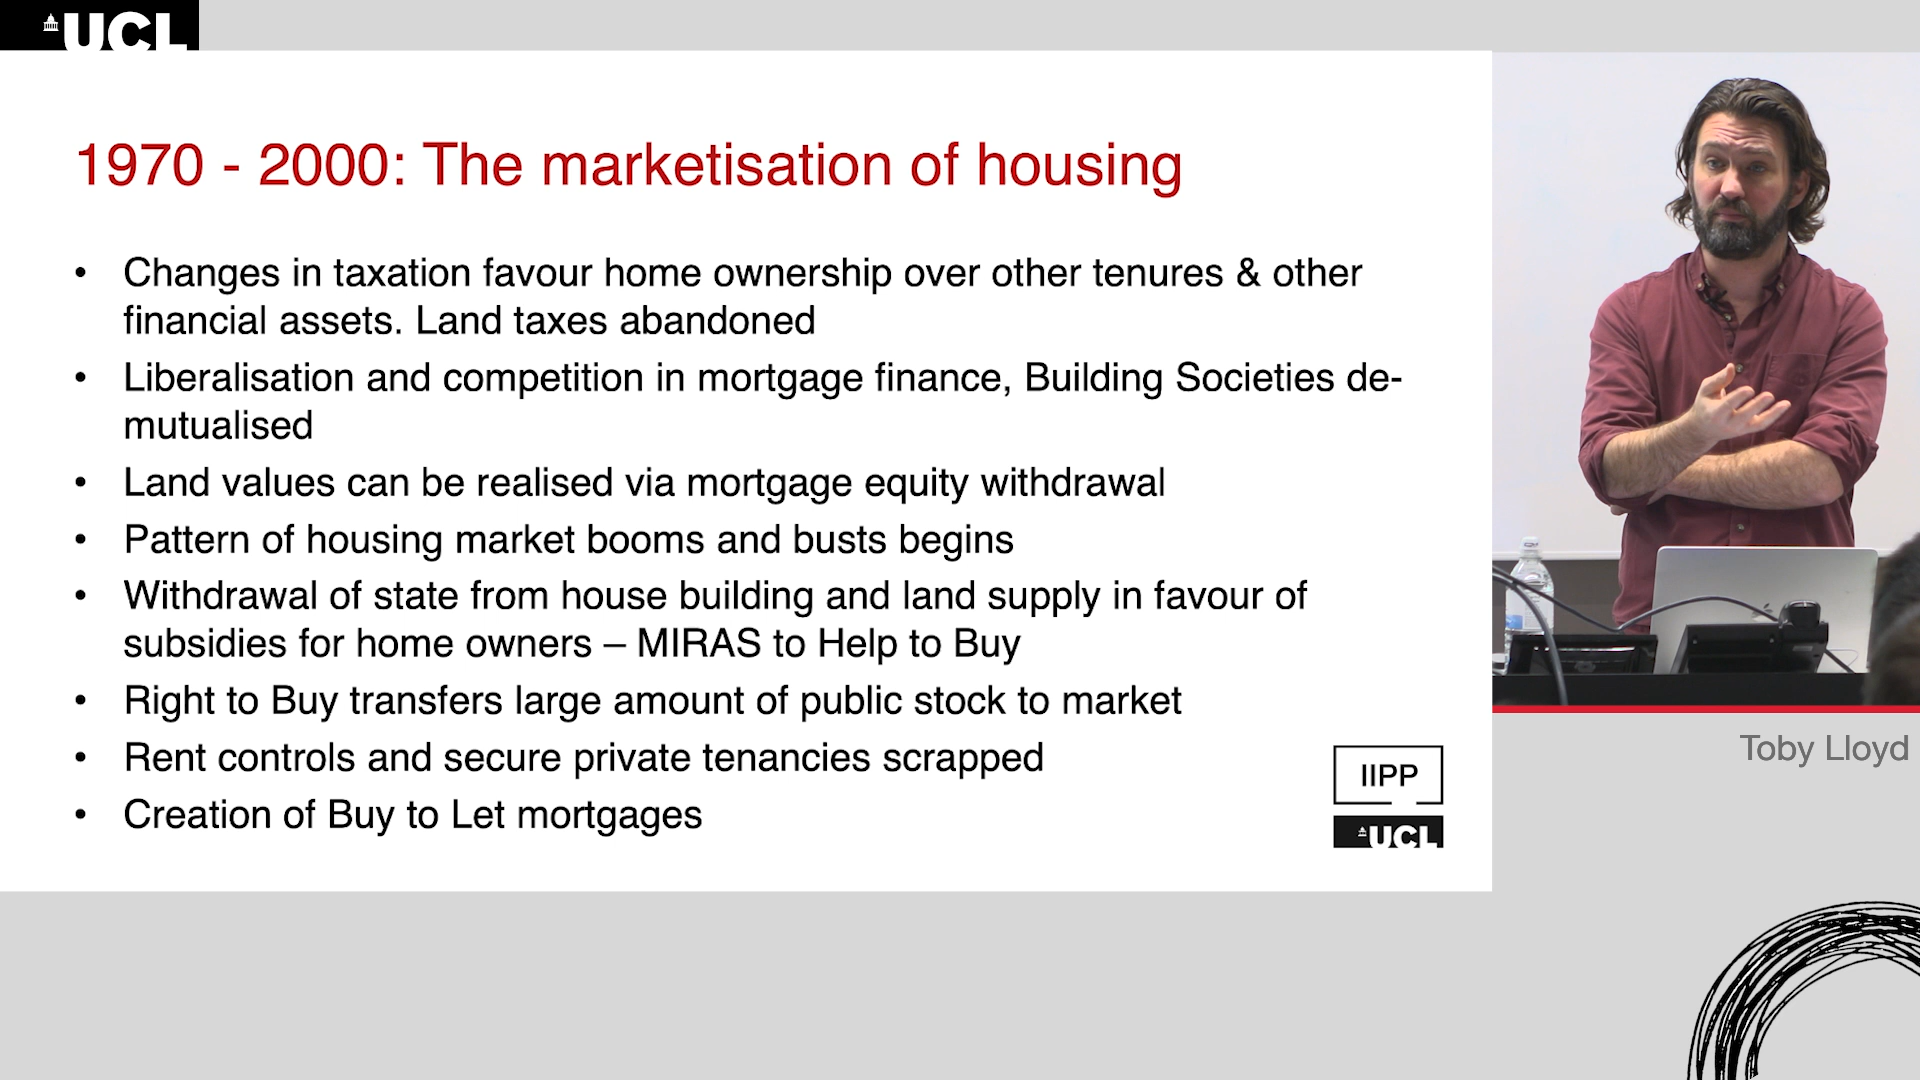 UCL
1970 - 2000: The marketisation of housing
• Changes in taxation favour home ownership over other tenures & other
financial assets. Land taxes abandoned
• Liberalisation and competition in mortgage finance, Building Societies de-
mutualised
• Land values can be realised via mortgage equity withdrawal
• Pattern of housing market booms and busts begins
• Withdrawal of state from house building and land supply in favour of
subsidies for home owners – MIRAS to Help to Buy
• Right to Buy transfers large amount of public stock to market
• Rent controls and secure private tenancies scrapped
• Creation of Buy to Let mortgages
IIPP
UCL
Toby Lloyd